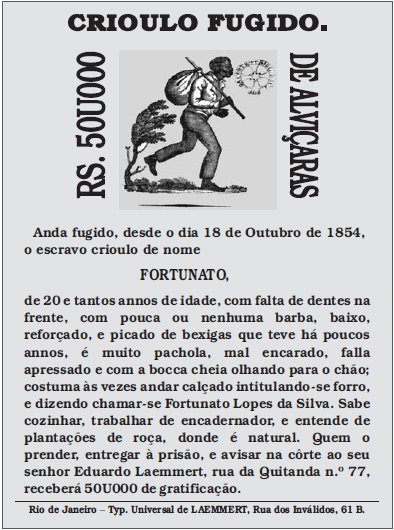 CRIOULO FUGIDO.
RS. 50U000
DE ALVIÇARAS
Anda fugido, desde o dia 18 de Outubro de 1854,
o escravo crioulo de nome
FORTUNATO,
de 20 e tantos annos de idade, com falta de dentes na
frente, com pouca ou nenhuma barba, baixo,
reforçado, e picado de bexigas que teve há poucos
annos, é muito pachola, mal encarado, falla
apressado e com a bocca cheia olhando para o chão;
costuma às vezes andar calçado intitulando-se forro,
e dizendo chamar-se Fortunato Lopes da Silva. Sabe
cozinhar, trabalhar de encadernador, e entende de
plantações de roça, donde é natural. Quem o
prender, entregar à prisão, e avisar na côrte ao seu
senhor Eduardo Laemmert, rua da Quitanda n.º 77,
receberá 50U000 de gratificação.
Rio de Janeiro – Typ. Universal de LAEMMERT, Rua dos Inválidos, 61 B.